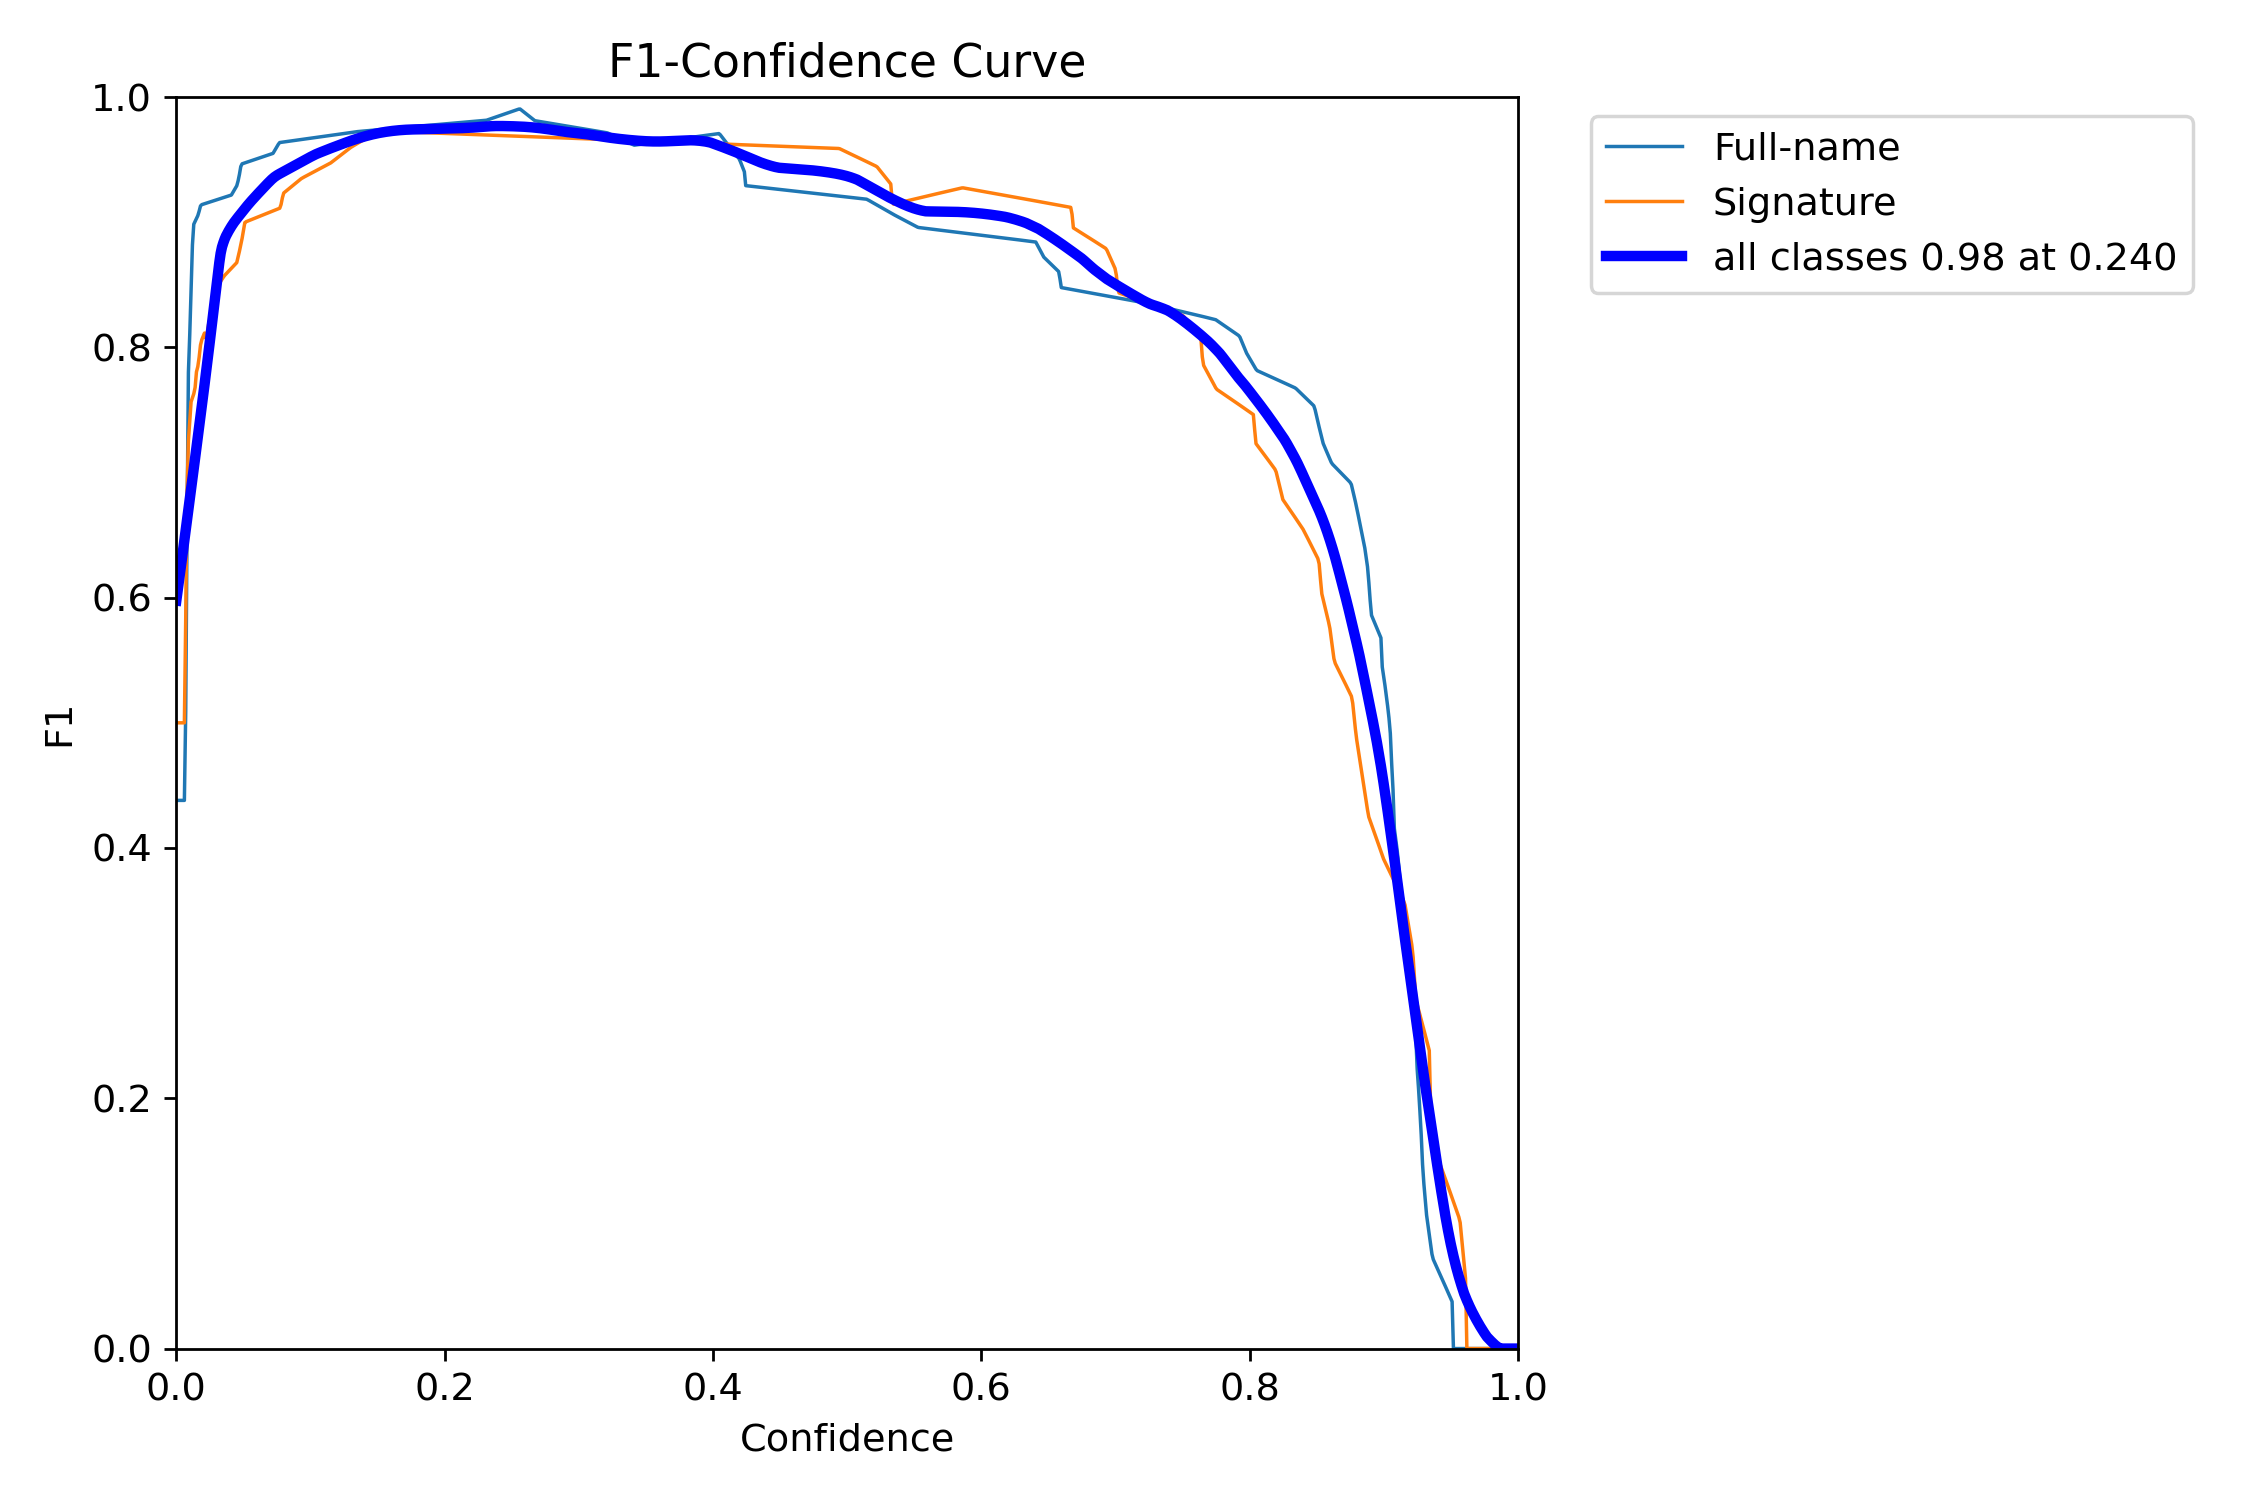 F1-Confidence Curve
1.0
0.8
0.6
0.4
0.2
0.0
F1
0.0 0.2 0.4 0.6 0.8 1.0
Confidence
Full-name
Signature
all classes 0.98 at 0.240